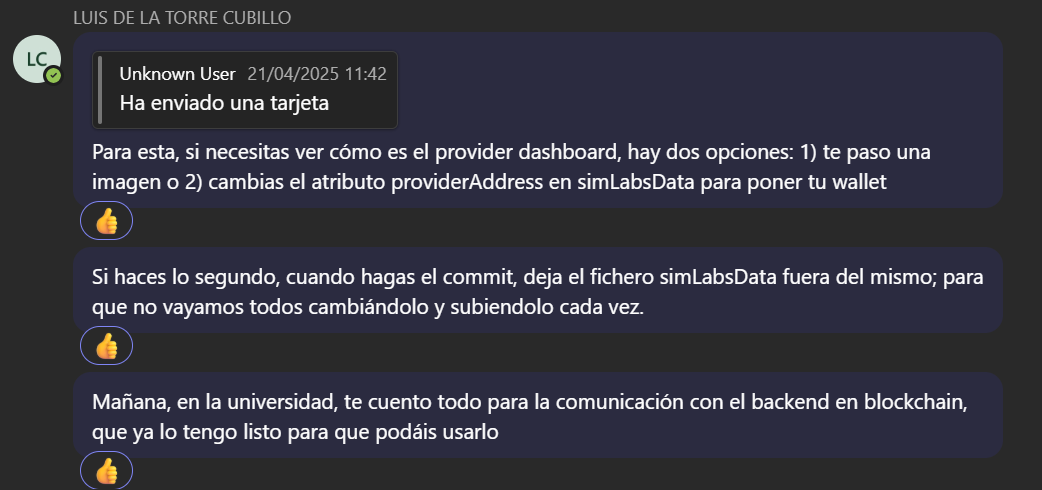 LUIS DE LA TORRE CUBILLO
LC
Unknown User 21/04/2025 11:42
Ha enviado una tarjeta
Para esta, si necesitas ver cómo es el provider dashboard, hay dos opciones: 1) te paso una
imagen o 2) cambias el atributo providerAddress en simLabsData para poner tu wallet
Si haces lo segundo, cuando hagas el commit, deja el fichero simLabsData fuera del mismo; para
que no vayamos todos cambiándolo y subiendolo cada vez.
Mañana, en la universidad, te cuento todo para la comunicación con el backend en blockchain,
que ya lo tengo listo para que podáis usarlo